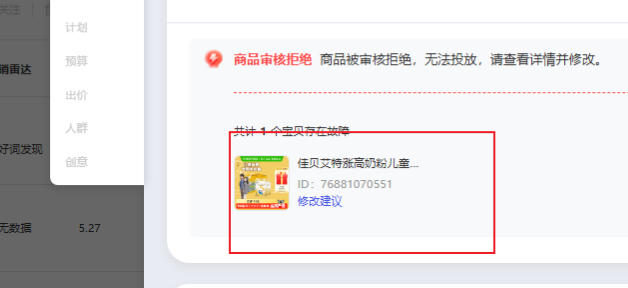 关注
计划
预算
消雷达
出价
人群
好词发现
创意
无数据
5.27
商品审核拒绝 商品被审核拒绝，无法投放，请查看详情并修改。
共计 1 个宝贝存在故障
佳贝艾特涨高奶粉儿童...
ID：76881070551
修改建议